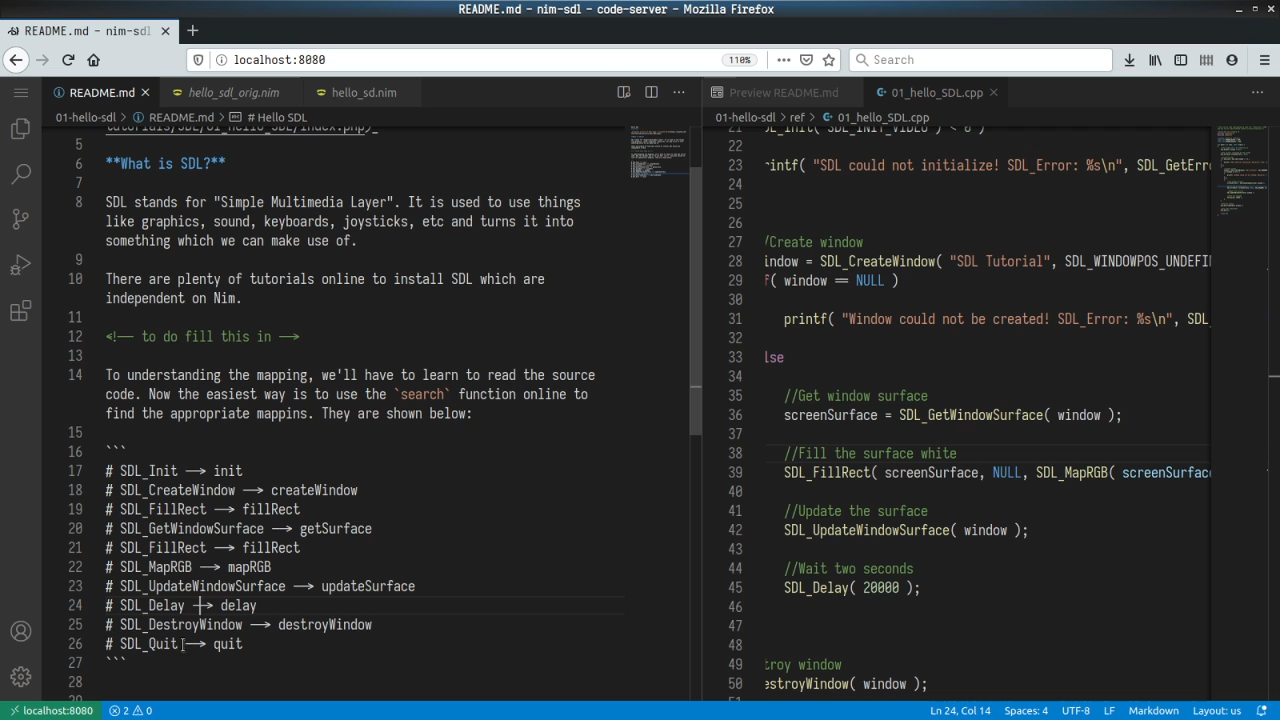 README.md - nim-sdl - code-server - Mozilla Firefox
README.md - nim-sdl
localhost:8080
110%
Search
README.md
hello_sdl_orig.nim
hello_sd.nim
01-hello-sdl > README.md > # Hello SDL
tutorials/SDL/01_hello_SDL/index.php)_
5
6 **What is SDL?**
7
8 SDL stands for "Simple Multimedia Layer". It is used to use things
like graphics, sound, keyboards, joysticks, etc and turns it into
something which we can make use of.
9
10 There are plenty of tutorials online to install SDL which are
independent on Nim.
11
12 <!-- to do fill this in -->
13
14 To understanding the mapping, we'll have to learn to read the source
code. Now the easiest way is to use the `search` function online to
find the appropriate mappins. They are shown below:
15
16 ```
17 # SDL_Init --> init
18 # SDL_CreateWindow --> createWindow
19 # SDL_FillRect --> fillRect
20 # SDL_GetWindowSurface --> getSurface
21 # SDL_FillRect --> fillRect
22 # SDL_MapRGB --> mapRGB
23 # SDL_UpdateWindowSurface --> updateSurface
24 # SDL_Delay --> delay
25 # SDL_DestroyWindow --> destroyWindow
26 # SDL_Quit --> quit
27 ```
28
Preview README.md
01_hello_SDL.cpp
01-hello-sdl > ref > 01_hello_SDL.cpp
21 L_Init( SDL_INIT_VIDEO ) < 0 )
22
23 rintf( "SDL could not initialize! SDL_Error: %s\n", SDL_GetErr
24
25
26
27 /Create window
28 indow = SDL_CreateWindow( "SDL Tutorial", SDL_WINDOWPOS_UNDEFIN
29 f( window == NULL )
30
31 printf( "Window could not be created! SDL_Error: %s\n", SDL_
32
33 lse
34
35 //Get window surface
36 screenSurface = SDL_GetWindowSurface( window );
37
38 //Fill the surface white
39 SDL_FillRect( screenSurface, NULL, SDL_MapRGB( screenSurface
40
41 //Update the surface
42 SDL_UpdateWindowSurface( window );
43
44 //Wait two seconds
45 SDL_Delay( 20000 );
46
47
48
49 troy window
50 estroyWindow( window );
localhost:8080
2 0
Ln 24, Col 14
Spaces: 4
UTF-8
LF
Markdown
Layout: us